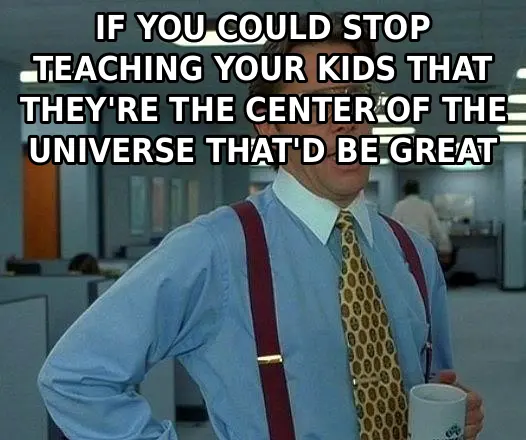 IF YOU COULD STOP
TEACHING YOUR KIDS THAT
THEY'RE THE CENTER OF THE
UNIVERSE THAT'D BE GREAT